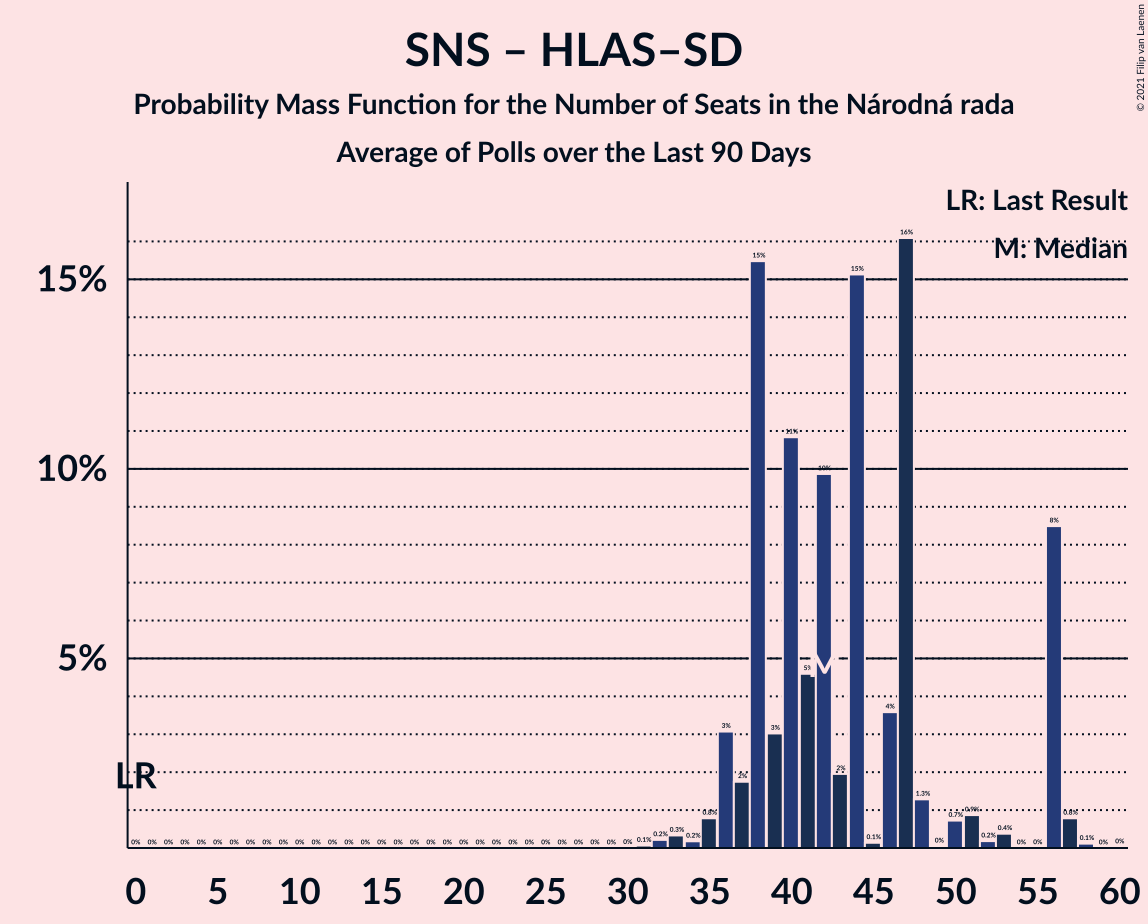 SNS – HLAS–SD
Probability Mass Function for the Number of Seats in the Národná rada
Average of Polls over the Last 90 Days
© 2021 Filip van Laenen
LR: Last Result
M: Median
15%
10%
5%
LR
M
0% 0% 0% 0% 0% 0% 0% 0% 0% 0% 0% 0% 0% 0% 0% 0% 0% 0% 0% 0% 0% 0% 0% 0% 0% 0% 0% 0% 0% 0% 0% 0.1% 0.2% 0.3% 0.2% 0.8% 3% 2% 15% 3% 11% 5% 10% 2% 15% 0.1% 4% 16% 1.3% 0% 0.7% 0.9% 0.2% 0.4% 0% 0% 8% 0.8% 0.1% 0% 0%
0 5 10 15 20 25 30 35 40 45 50 55 60